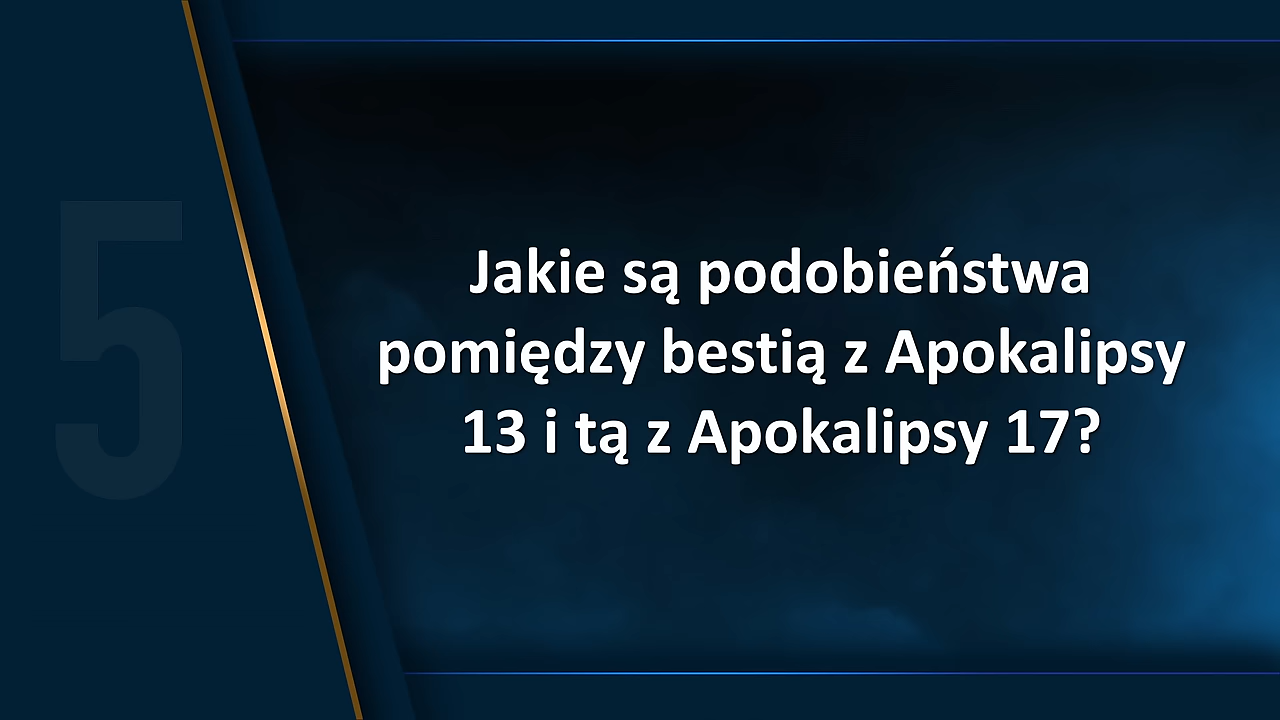 5
Jakie są podobieństwa
pomiędzy bestią z Apokalipsy
13 i tą z Apokalipsy 17?